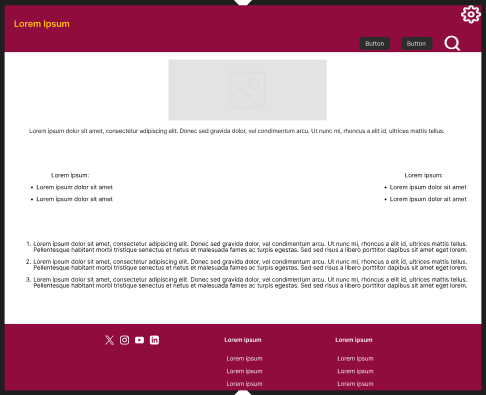 Lorem Ipsum
Button Button
Lorem ipsum dolor sit amet, consectetur adipiscing elit. Donec sed gravida dolor, vel condimentum arcu. Ut nunc mi, rhoncus a elit id, ultrices mattis tellus.
Lorem ipsum:
• Lorem ipsum dolor sit amet
• Lorem ipsum dolor sit amet
Lorem ipsum:
• Lorem ipsum dolor sit amet
• Lorem ipsum dolor sit amet
1. Lorem ipsum dolor sit amet, consectetur adipiscing elit. Donec sed gravida dolor, vel condimentum arcu. Ut nunc mi, rhoncus a elit id, ultrices mattis tellus.
Pellentesque habitant morbi tristique senectus et netus et malesuada fames ac turpis egestas. Sed sed risus a libero porttitor dapibus sit amet eget lorem.
2. Lorem ipsum dolor sit amet, consectetur adipiscing elit. Donec sed gravida dolor, vel condimentum arcu. Ut nunc mi, rhoncus a elit id, ultrices mattis tellus.
Pellentesque habitant morbi tristique senectus et netus et malesuada fames ac turpis egestas. Sed sed risus a libero porttitor dapibus sit amet eget lorem.
3. Lorem ipsum dolor sit amet, consectetur adipiscing elit. Donec sed gravida dolor, vel condimentum arcu. Ut nunc mi, rhoncus a elit id, ultrices mattis tellus.
Pellentesque habitant morbi tristique senectus et netus et malesuada fames ac turpis egestas. Sed sed risus a libero porttitor dapibus sit amet eget lorem.
Lorem ipsum
Lorem ipsum
Lorem ipsum
Lorem ipsum
Lorem ipsum
Lorem ipsum
Lorem ipsum
Lorem ipsum